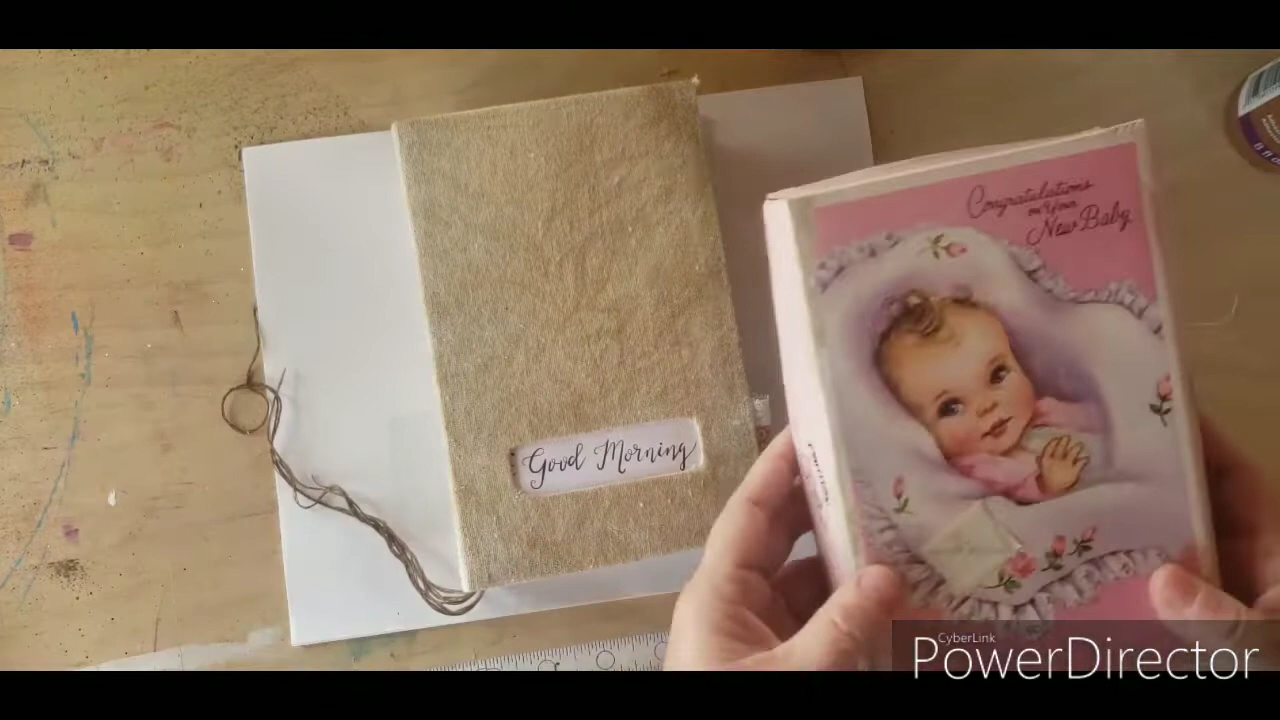 Congratulations
on Your
New Baby
Good Morning
CyberLink
PowerDirector